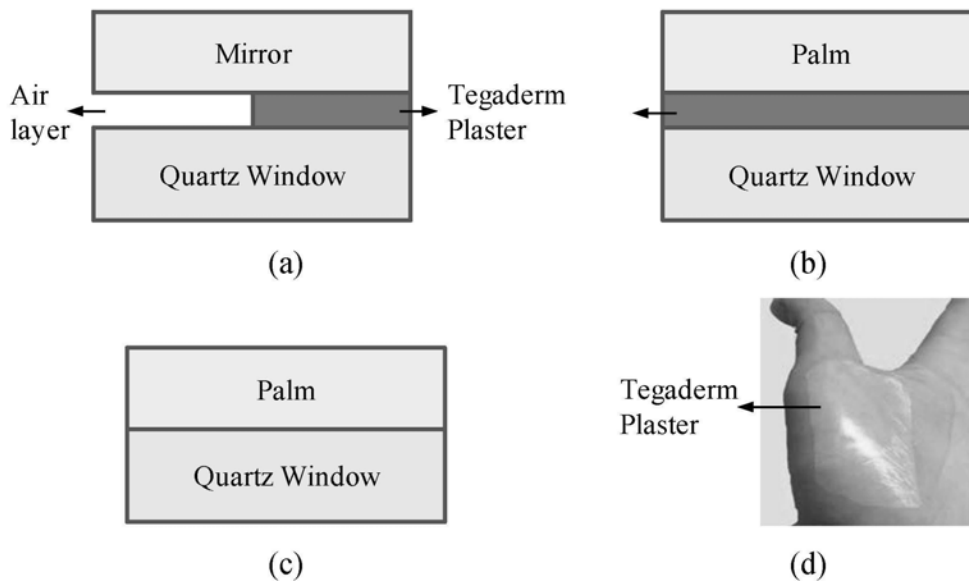 Mirror
Air
layer
Tegaderm
Plaster
Quartz Window
(a)
Palm
Quartz Window
(b)
Palm
Quartz Window
(c)
Tegaderm
Plaster
(d)